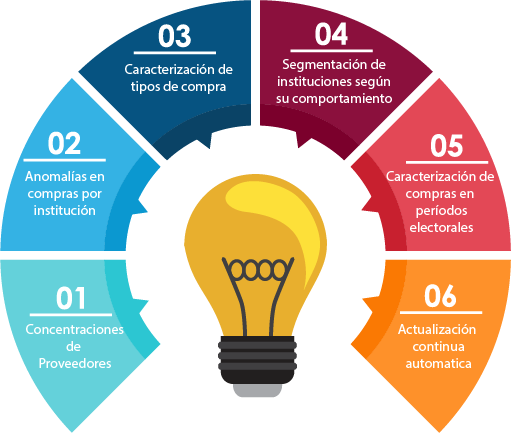 01
Concentraciones
de
Proveedores
02
Anomalías en
compras por
institución
03
Caracterización de
tipos de compra
04
Segmentación de
instituciones según
su comportamiento
05
Caracterización de
compras en
períodos
electorales
06
Actualización
continua
automatica